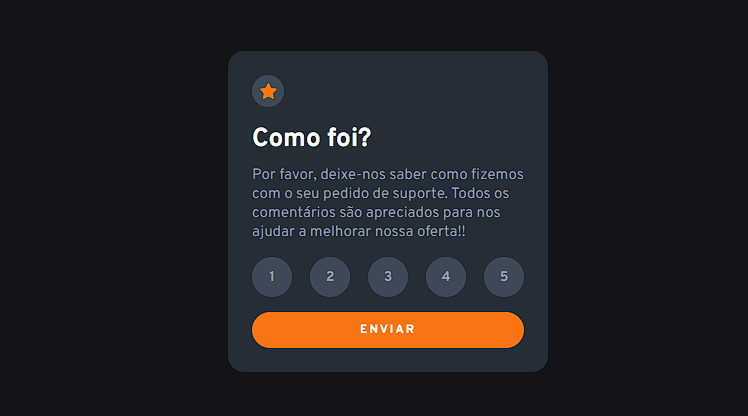 Como foi?
Por favor, deixe-nos saber como fizemos
com o seu pedido de suporte. Todos os
comentários são apreciados para nos
ajudar a melhorar nossa oferta!!
1 2 3 4 5
ENVIAR